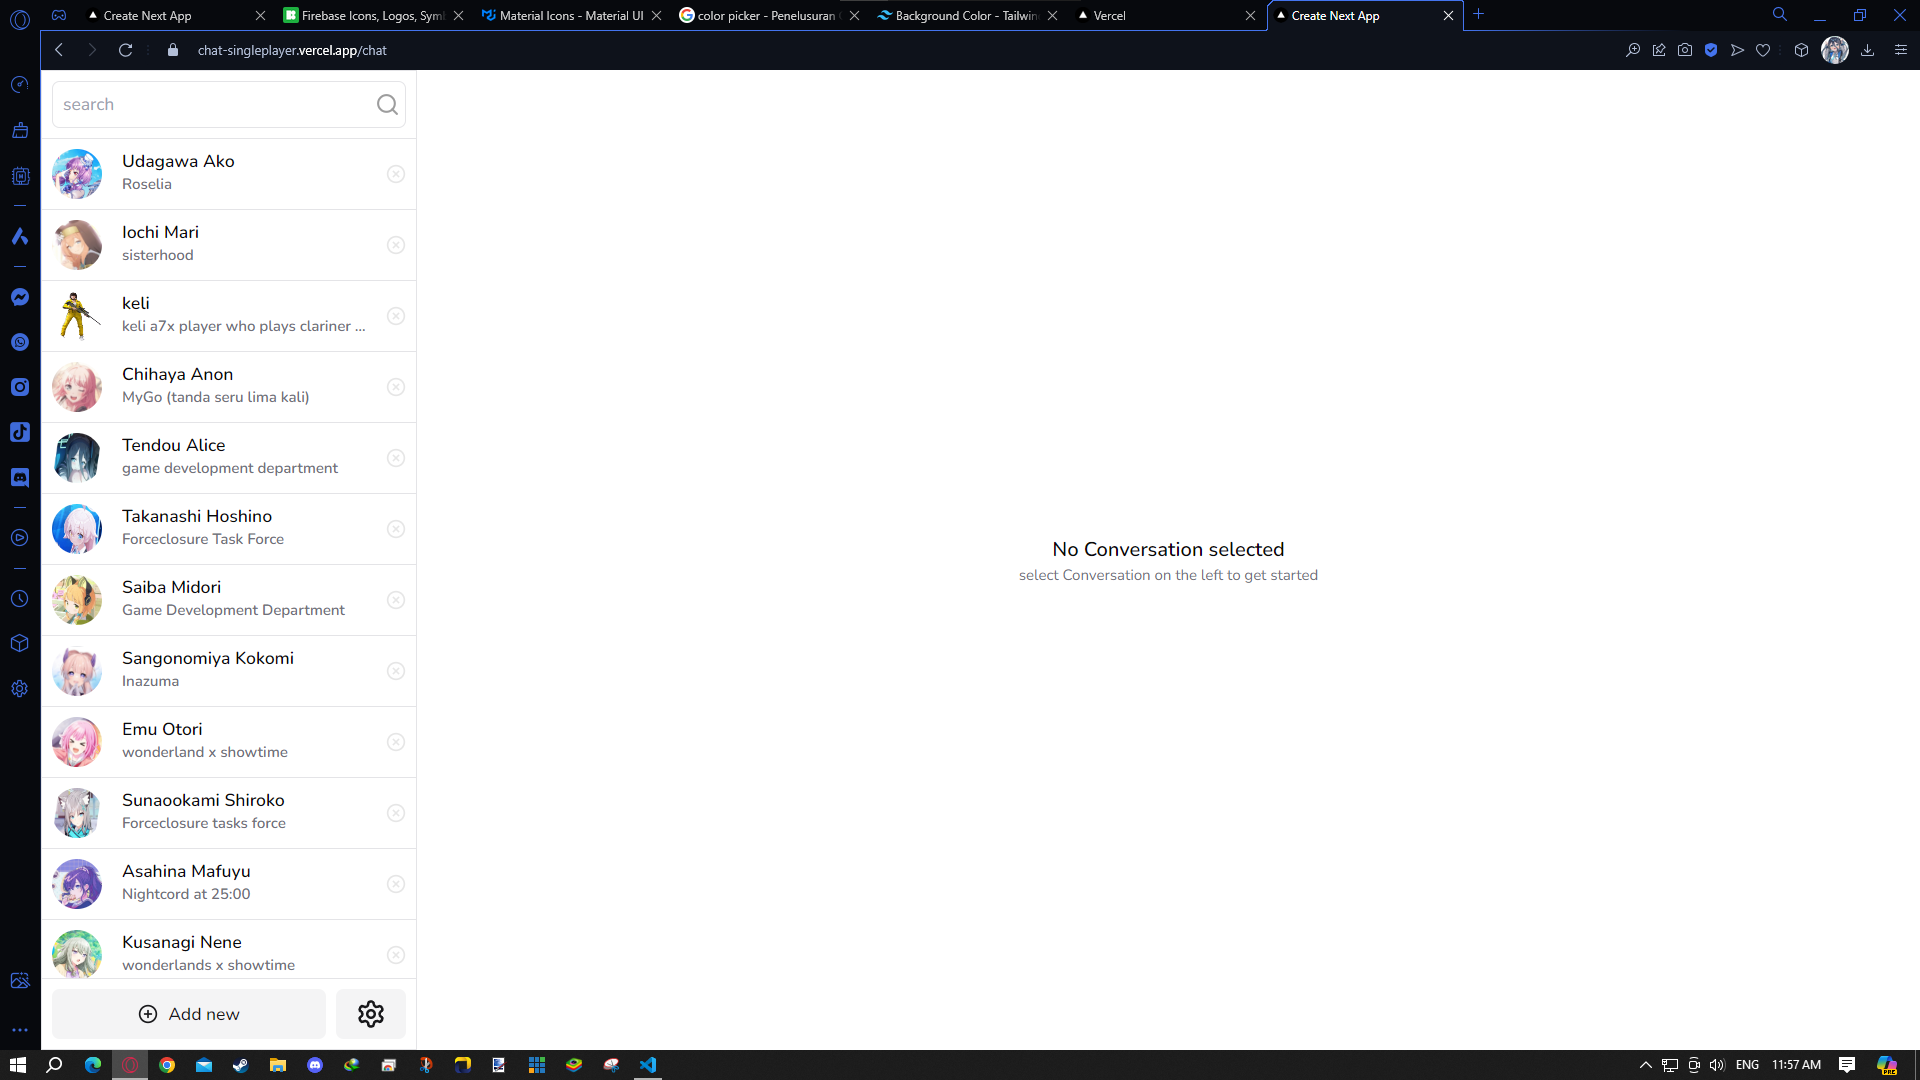 Create Next App
Firebase Icons, Logos, Sym
Material Icons - Material UI
color picker - Penelusuran
Background Color - Tailwin
Vercel
Create Next App
chat-singleplayer.vercel.app/chat
search
Udagawa Ako
Roselia
Iochi Mari
sisterhood
keli
keli a7x player who plays clariner ...
Chihaya Anon
MyGo (tanda seru lima kali)
Tendou Alice
game development department
Takanashi Hoshino
Forceclosure Task Force
Saiba Midori
Game Development Department
Sangonomiya Kokomi
Inazuma
Emu Otori
wonderland x showtime
Sunaookami Shiroko
Forceclosure tasks force
Asahina Mafuyu
Nightcord at 25:00
Kusanagi Nene
wonderlands x showtime
Add new
No Conversation selected
select Conversation on the left to get started
ENG
11:57 AM